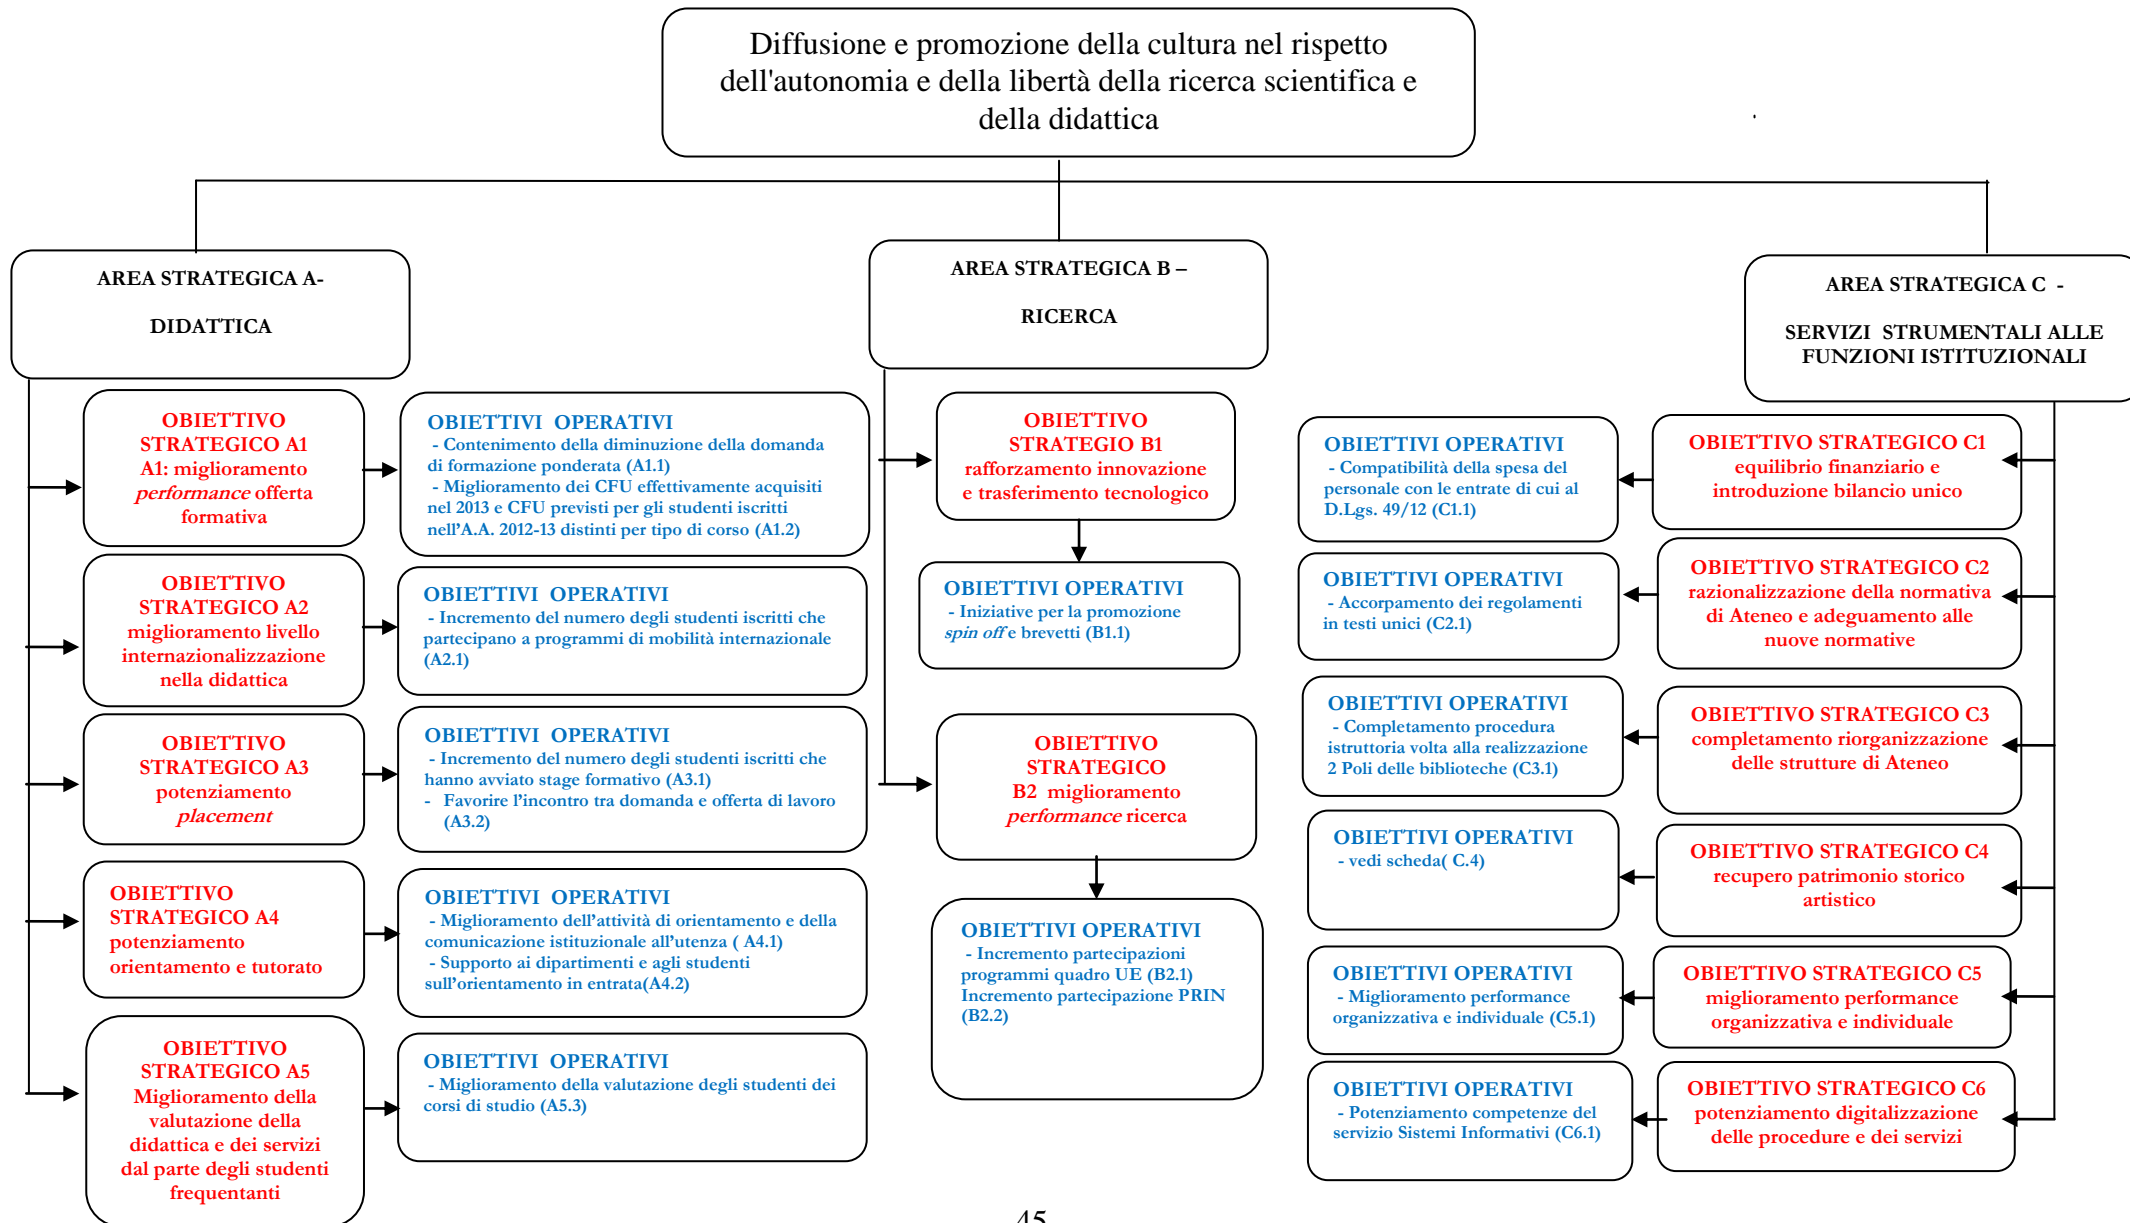 Diffusione e promozione della cultura nel rispetto
dell'autonomia e della libertà della ricerca scientifica e
della didattica
AREA STRATEGICA A-
DIDATTICA
OBIETTIVO
STRATEGICO A1
A1: miglioramento
performance offerta
formativa
OBIETTIVI OPERATIVI
- Contenimento della diminuzione della domanda
di formazione ponderata (A1.1)
- Miglioramento dei CFU effettivamente acquisiti
nel 2013 e CFU previsti per gli studenti iscritti
nell'A.A. 2012-13 distinti per tipo di corso (A1.2)
OBIETTIVO
STRATEGICO A2
miglioramento livello
internazionalizzazione
nella didattica
OBIETTIVI OPERATIVI
- Incremento del numero degli studenti iscritti che
partecipano a programmi di mobilità internazionale
(A2.1)
OBIETTIVO
STRATEGICO A3
potenziamento
placement
OBIETTIVI OPERATIVI
- Incremento del numero degli studenti iscritti che
hanno avviato stage formativo (A3.1)
- Favorire l'incontro tra domanda e offerta di lavoro
(A3.2)
OBIETTIVO
STRATEGICO A4
potenziamento
orientamento e tutorato
OBIETTIVI OPERATIVI
- Miglioramento dell'attività di orientamento e della
comunicazione istituzionale all'utenza ( A4.1)
- Supporto ai dipartimenti e agli studenti
sull'orientamento in entrata(A4.2)
OBIETTIVO
STRATEGICO A5
Miglioramento della
valutazione della
didattica e dei servizi
dal parte degli studenti
frequentanti
OBIETTIVI OPERATIVI
- Miglioramento della valutazione degli studenti dei
corsi di studio (A5.3)
AREA STRATEGICA B –
RICERCA
OBIETTIVO
STRATEGIO B1
rafforzamento innovazione
e trasferimento tecnologico
OBIETTIVI OPERATIVI
- Iniziative per la promozione
spin off e brevetti (B1.1)
OBIETTIVO
STRATEGICO
B2 miglioramento
performance ricerca
OBIETTIVI OPERATIVI
- Incremento partecipazioni
programmi quadro UE (B2.1)
Incremento partecipazione PRIN
(B2.2)
AREA STRATEGICA C -
SERVIZI STRUMENTALI ALLE
FUNZIONI ISTITUZIONALI
OBIETTIVO STRATEGICO C1
equilibrio finanziario e
introduzione bilancio unico
OBIETTIVI OPERATIVI
- Compatibilità della spesa del
personale con le entrate di cui al
D.Lgs. 49/12 (C1.1)
OBIETTIVO STRATEGICO C2
razionalizzazione della normativa
di Ateneo e adeguamento alle
nuove normative
OBIETTIVI OPERATIVI
- Accorpamento dei regolamenti
in testi unici (C2.1)
OBIETTIVO STRATEGICO C3
completamento riorganizzazione
delle strutture di Ateneo
OBIETTIVI OPERATIVI
- Completamento procedura
istruttoria volta alla realizzazione
2 Poli delle biblioteche (C3.1)
OBIETTIVO STRATEGICO C4
recupero patrimonio storico
artistico
OBIETTIVI OPERATIVI
- vedi scheda( C.4)
OBIETTIVO STRATEGICO C5
miglioramento performance
organizzativa e individuale
OBIETTIVI OPERATIVI
- Miglioramento performance
organizzativa e individuale (C5.1)
OBIETTIVO STRATEGICO C6
potenziamento digitalizzazione
delle procedure e dei servizi
OBIETTIVI OPERATIVI
- Potenziamento competenze del
servizio Sistemi Informativi (C6.1)
45